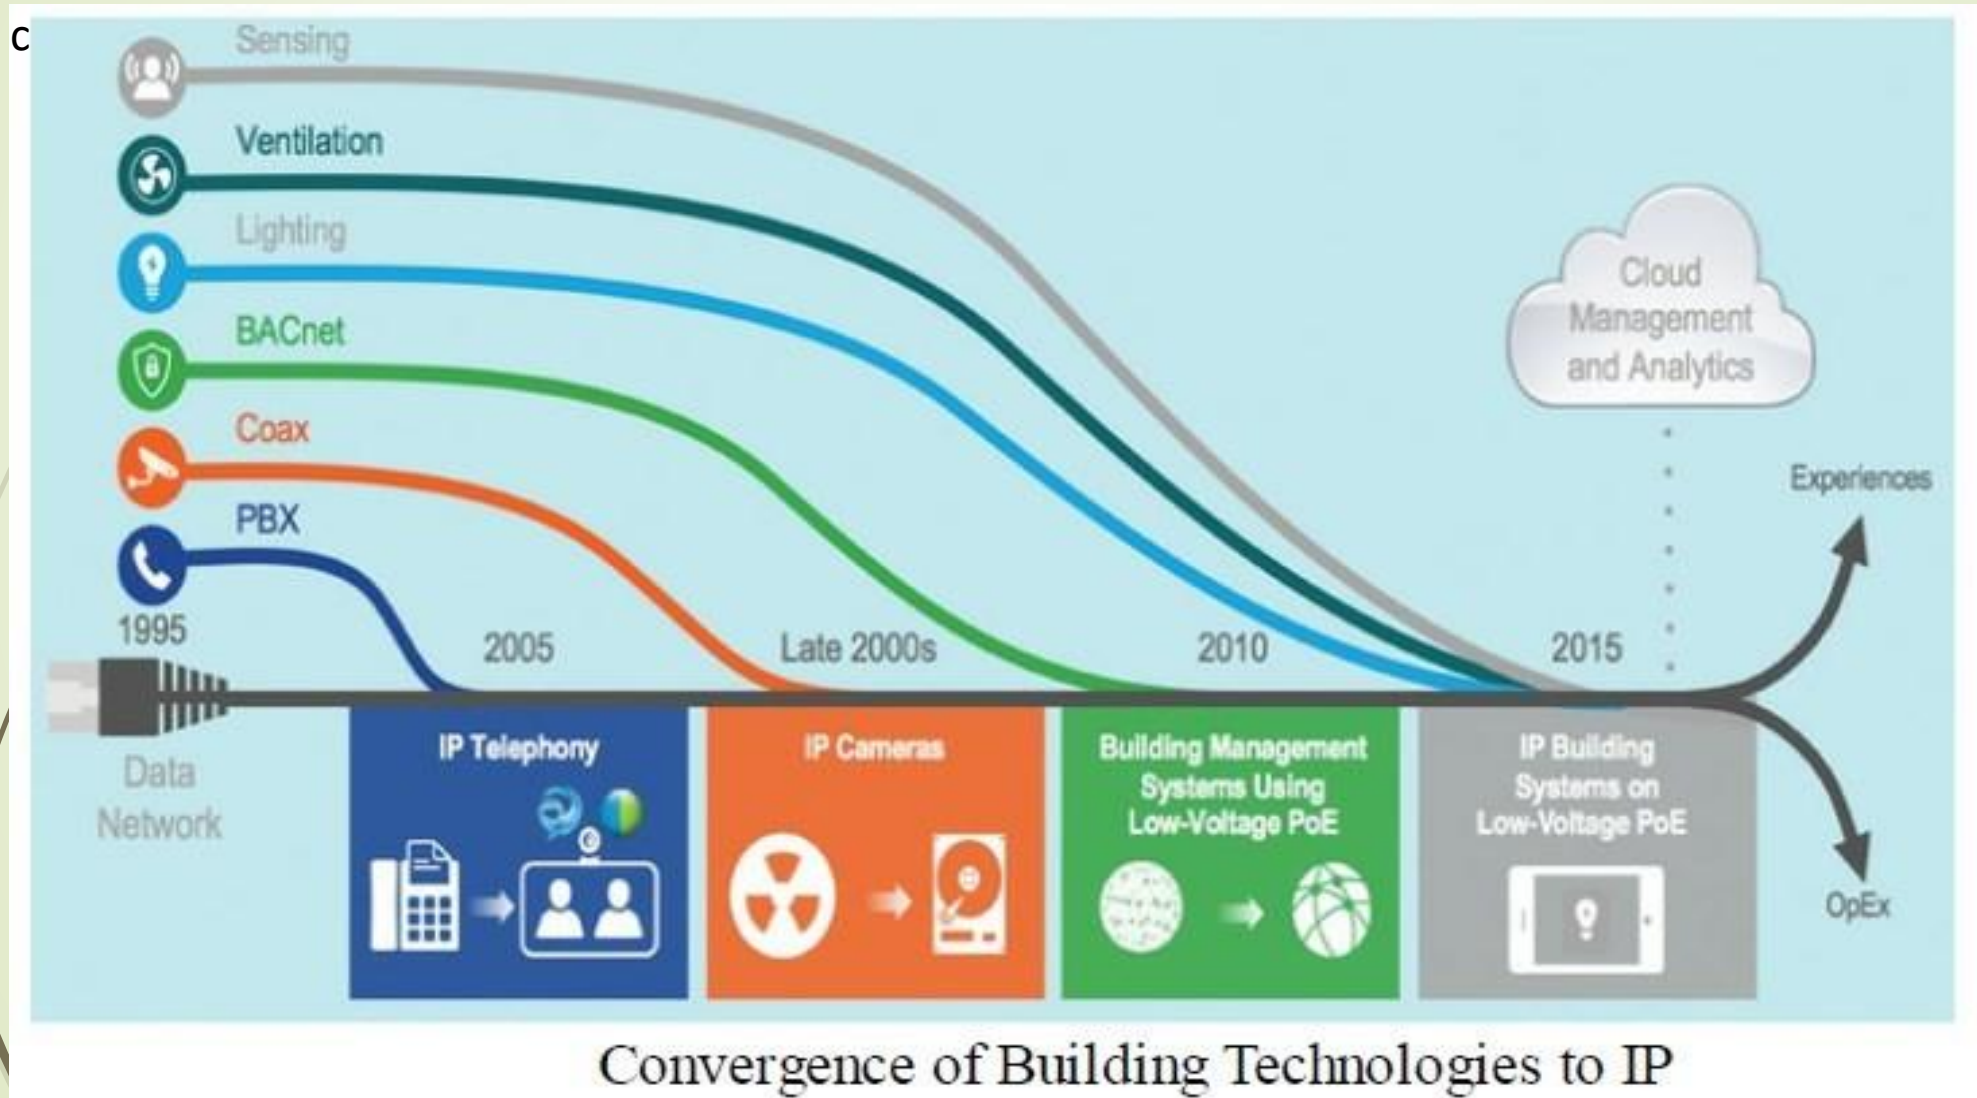 c
Sensing
Ventilation
Lighting
BACnet
Coax
PBX
1995
2005
Late 2000s
2010
2015
Cloud
Management
and Analytics
Experiences
OpEx
Data
Network
IP Telephony
IP Cameras
Building Management
Systems Using
Low-Voltage PoE
IP Building
Systems on
Low-Voltage PoE
Convergence of Building Technologies to IP